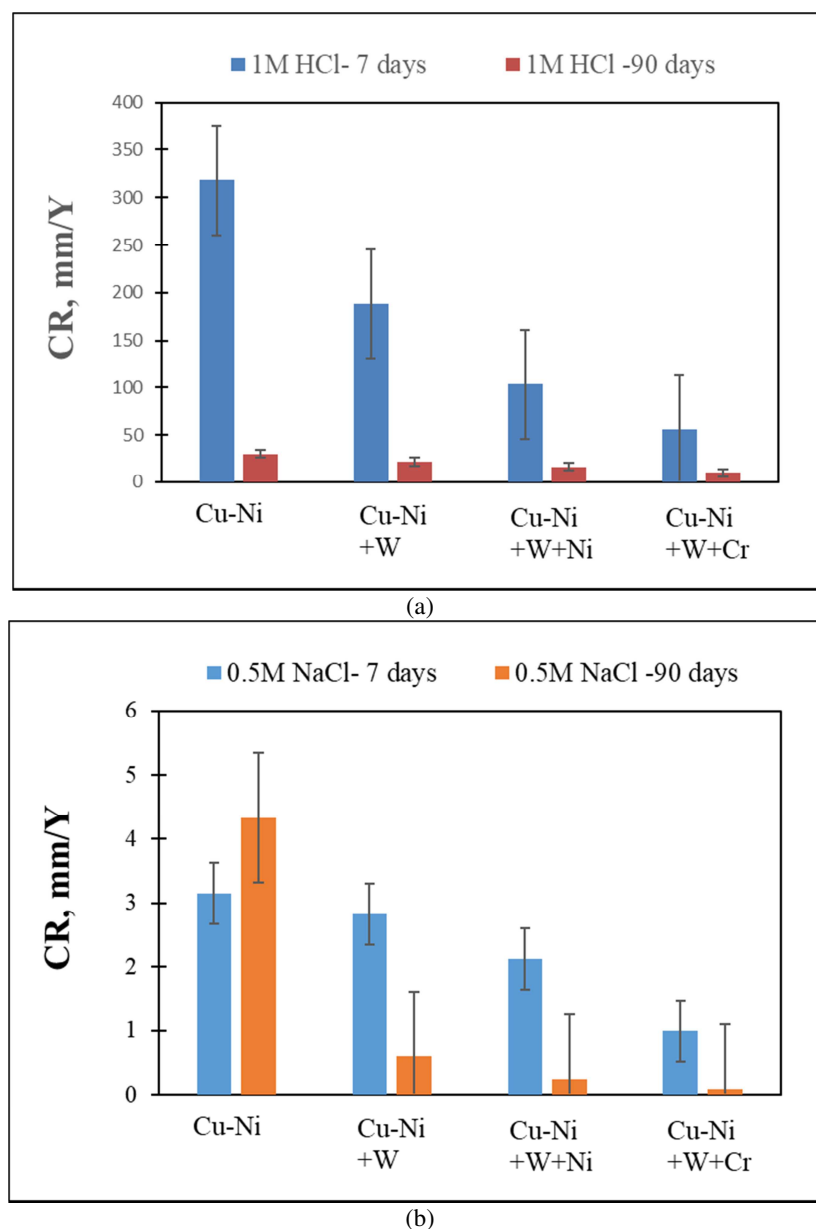 1M HCl- 7 days 1M HCl -90 days
CR, mm/Y
400
350
300
250
200
150
100
50
0
Cu-Ni Cu-Ni Cu-Ni Cu-Ni
+W +W+Ni +W+Cr
(a)
0.5M NaCl- 7 days 0.5M NaCl -90 days
CR, mm/Y
6
5
4
3
2
1
0
Cu-Ni Cu-Ni Cu-Ni Cu-Ni
+W +W+Ni +W+Cr
(b)